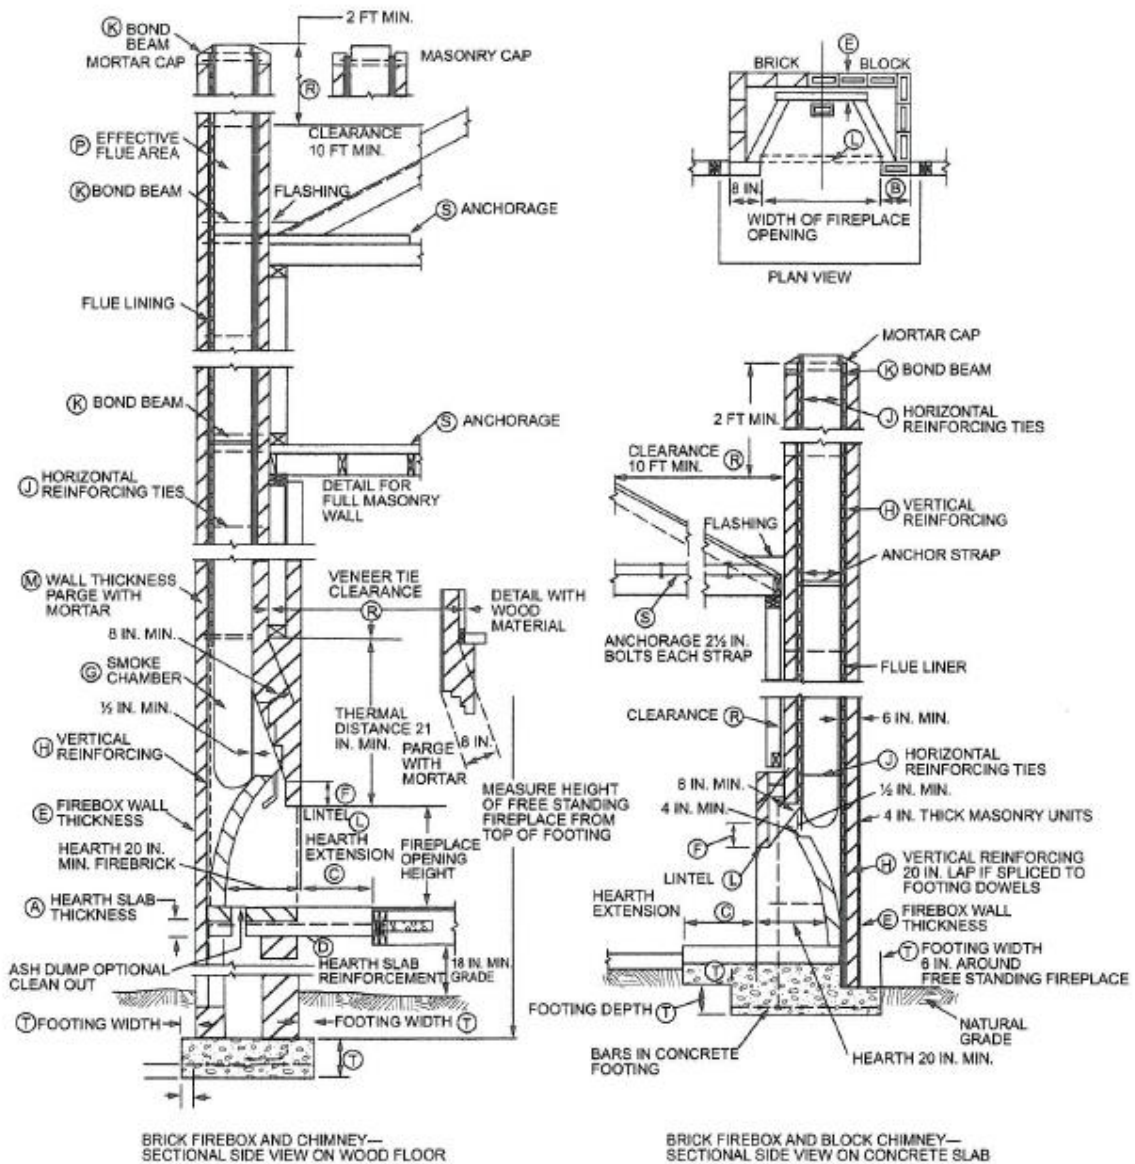 2 FT MIN.
Ⓚ BOND
BEAM
MORTAR CAP
MASONRY CAP
Ⓡ
Ⓟ EFFECTIVE
FLUE AREA
CLEARANCE
10 FT MIN.
Ⓚ BOND BEAM
FLASHING
Ⓢ ANCHORAGE
FLUE LINING
Ⓚ BOND BEAM
Ⓢ ANCHORAGE
Ⓙ HORIZONTAL
REINFORCING TIES
DETAIL FOR
FULL MASONRY
WALL
Ⓜ WALL THICKNESS
PARGE WITH
MORTAR
VENEER TIE
CLEARANCE
Ⓡ
DETAIL WITH
WOOD
MATERIAL
8 IN. MIN.
Ⓖ SMOKE
CHAMBER
½ IN. MIN.
THERMAL
DISTANCE 21
IN. MIN.
8 IN.
PARGE
WITH
MORTAR
Ⓗ VERTICAL
REINFORCING
MEASURE HEIGHT
OF FREE STANDING
FIREPLACE FROM
TOP OF FOOTING
Ⓔ FIREBOX WALL
THICKNESS
Ⓕ
LINTEL Ⓛ
HEARTH
EXTENSION
Ⓒ
FIREPLACE
OPENING
HEIGHT
HEARTH 20 IN.
MIN. FIREBRICK
Ⓐ HEARTH SLAB
THICKNESS
Ⓓ
HEARTH SLAB
REINFORCEMENT
18 IN. MIN.
GRADE
ASH DUMP OPTIONAL
CLEAN OUT
Ⓣ FOOTING WIDTH
FOOTING WIDTH Ⓣ
Ⓣ
BRICK FIREBOX AND CHIMNEY—
SECTIONAL SIDE VIEW ON WOOD FLOOR
BRICK
Ⓔ
BLOCK
Ⓛ
8 IN.
Ⓑ
WIDTH OF FIREPLACE
OPENING
PLAN VIEW
MORTAR CAP
Ⓚ BOND BEAM
2 FT MIN.
Ⓙ HORIZONTAL
REINFORCING TIES
CLEARANCE
10 FT MIN. Ⓡ
Ⓗ VERTICAL
REINFORCING
FLASHING
ANCHOR STRAP
Ⓢ
ANCHORAGE 2½ IN.
BOLTS EACH STRAP
FLUE LINER
CLEARANCE Ⓡ
6 IN. MIN.
Ⓙ HORIZONTAL
REINFORCING TIES
8 IN. MIN.
½ IN. MIN.
4 IN. MIN.
4 IN. THICK MASONRY UNITS
Ⓕ
LINTEL Ⓛ
Ⓗ VERTICAL REINFORCING
20 IN. LAP IF SPLICED TO
FOOTING DOWELS
HEARTH
EXTENSION
Ⓒ
Ⓔ FIREBOX WALL
THICKNESS
Ⓣ
Ⓣ FOOTING WIDTH
6 IN. AROUND
FREE STANDING FIREPLACE
FOOTING DEPTH Ⓣ
NATURAL
GRADE
BARS IN CONCRETE
FOOTING
HEARTH 20 IN. MIN.
BRICK FIREBOX AND BLOCK CHIMNEY—
SECTIONAL SIDE VIEW ON CONCRETE SLAB